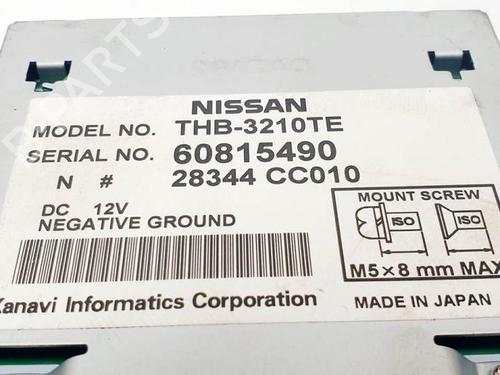 NISSAN
MODEL NO. THB-3210TE
SERIAL NO. 60815490
N # 28344 CC010
DC 12V
NEGATIVE GROUND
MOUNT SCREW
ISO ISO
M5×8 mm MAX
Xanavi Informatics Corporation
MADE IN JAPAN